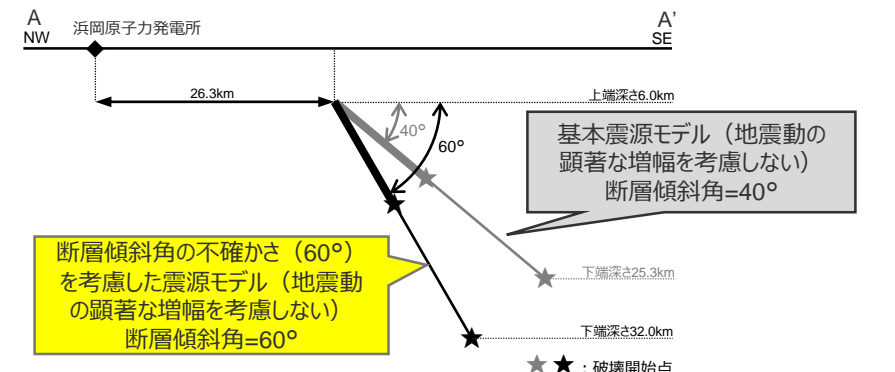 A
NW
浜岡原子力発電所
A’
SE
26.3km
上端深さ6.0km
40°
60°
基本震源モデル（地震動の
顕著な増幅を考慮しない）
断層傾斜角=40°
断層傾斜角の不確かさ（60°）
を考慮した震源モデル（地震動
の顕著な増幅を考慮しない）
断層傾斜角=60°
下端深さ25.3km
下端深さ32.0km
★ ★ ：破壊開始点